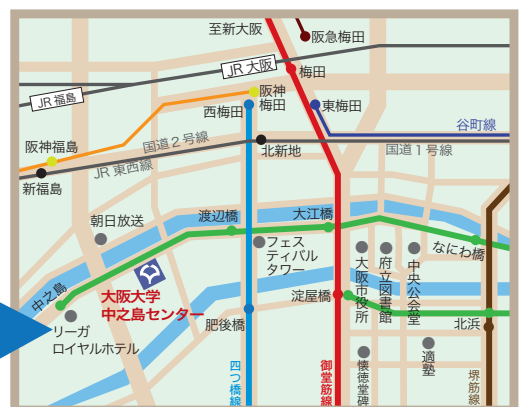 至新大阪
阪急梅田
JR 大阪
梅田
JR 福島
阪神
梅田
西梅田
東梅田
谷町線
国道2号線
国道1号線
阪神福島
北新地
JR 東西線
新福島
朝日放送
渡辺橋
大江橋
フェス
ティバル
タワー
なにわ橋
大阪市役所
府立図書館
中央公会堂
中之島
大阪大学
中之島センター
淀屋橋
肥後橋
北浜
リーガ
ロイヤルホテル
適塾
懐徳堂碑
四つ橋線
御堂筋線
堺筋線